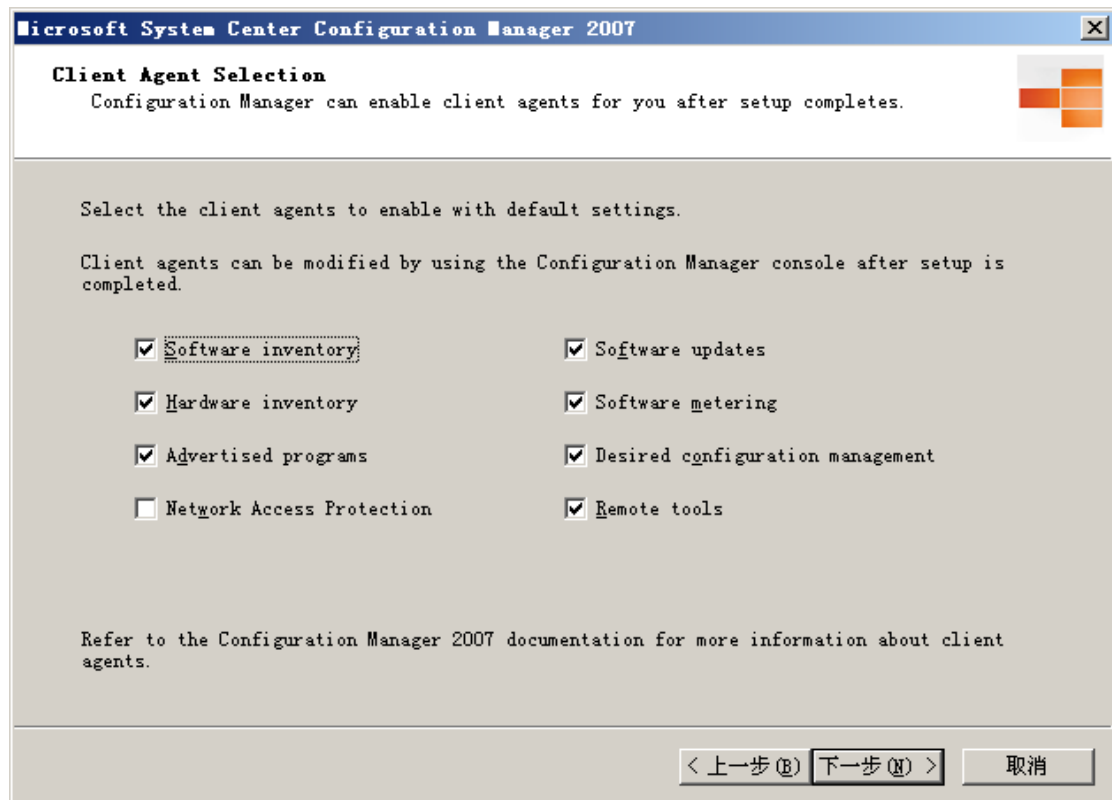 Microsoft System Center Configuration Manager 2007
Client Agent Selection
Configuration Manager can enable client agents for you after setup completes.
Select the client agents to enable with default settings.
Client agents can be modified by using the Configuration Manager console after setup is
completed.
Software inventory
Software updates
Hardware inventory
Software metering
Advertised programs
Desired configuration management
Network Access Protection
Remote tools
Refer to the Configuration Manager 2007 documentation for more information about client
agents.
< 上一步(B) 下一步(N) > 取消